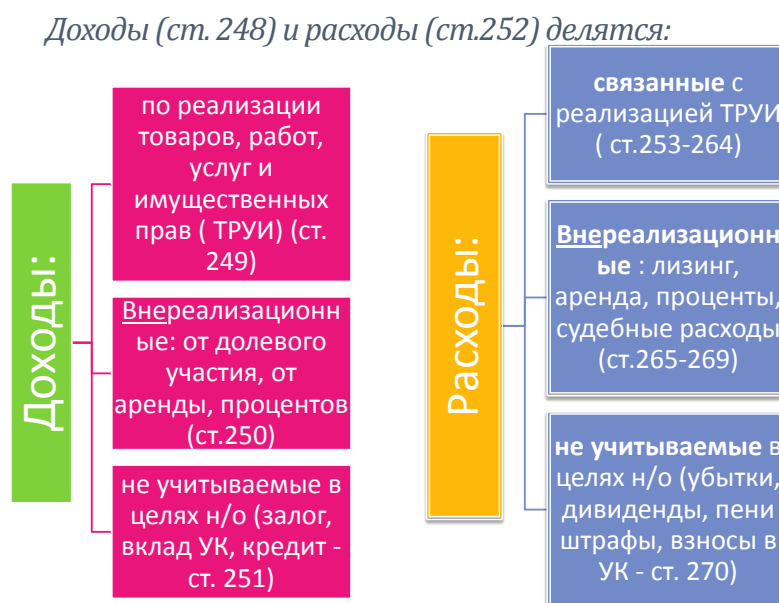 Доходы (ст. 248) и расходы (ст.252) делятся:
Доходы:
по реализации
товаров, работ,
услуг и
имущественных
прав ( ТРУИ) (ст.
249)
Внереализационн
ые: от долевого
участия, от
аренды, процентов
(ст.250)
не учитываемые в
целях н/о (залог,
вклад УК, кредит -
ст. 251)
Расходы:
связанные с
реализацией ТРУИ
( ст.253-264)
Внереализационн
ые : лизинг,
аренда, проценты,
судебные расходы
(ст.265-269)
не учитываемые в
целях н/о (убытки,
дивиденды, пени
штрафы, взносы в
УК - ст. 270)